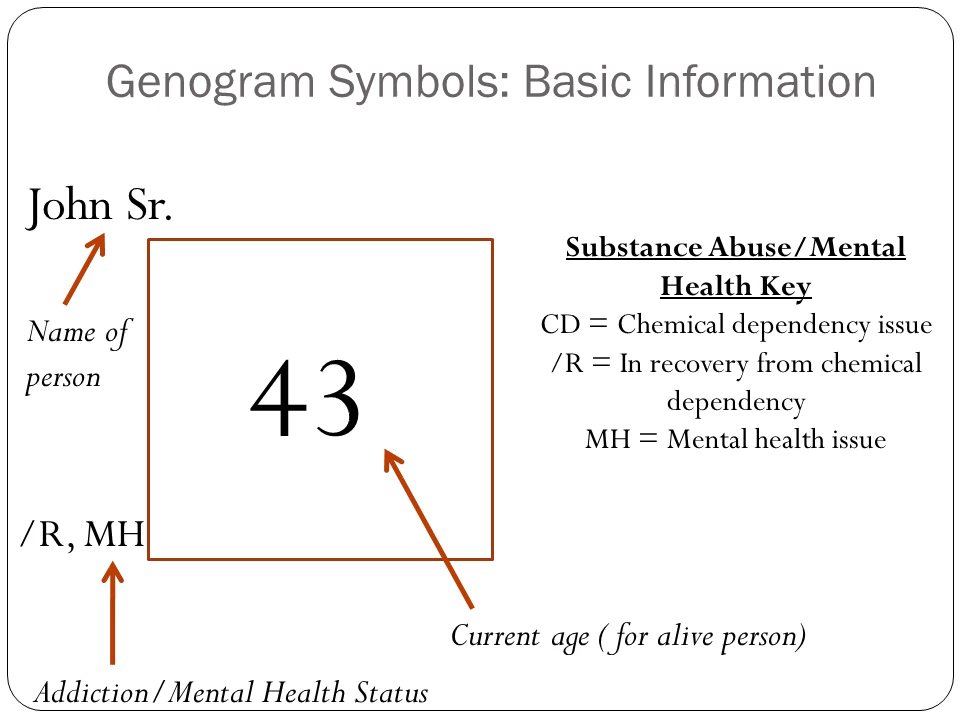 Genogram Symbols: Basic Information
John Sr.
Name of
person
43
/R, MH
Current age ( for alive person)
Addiction/Mental Health Status
Substance Abuse/Mental
Health Key
CD = Chemical dependency issue
/R = In recovery from chemical
dependency
MH = Mental health issue